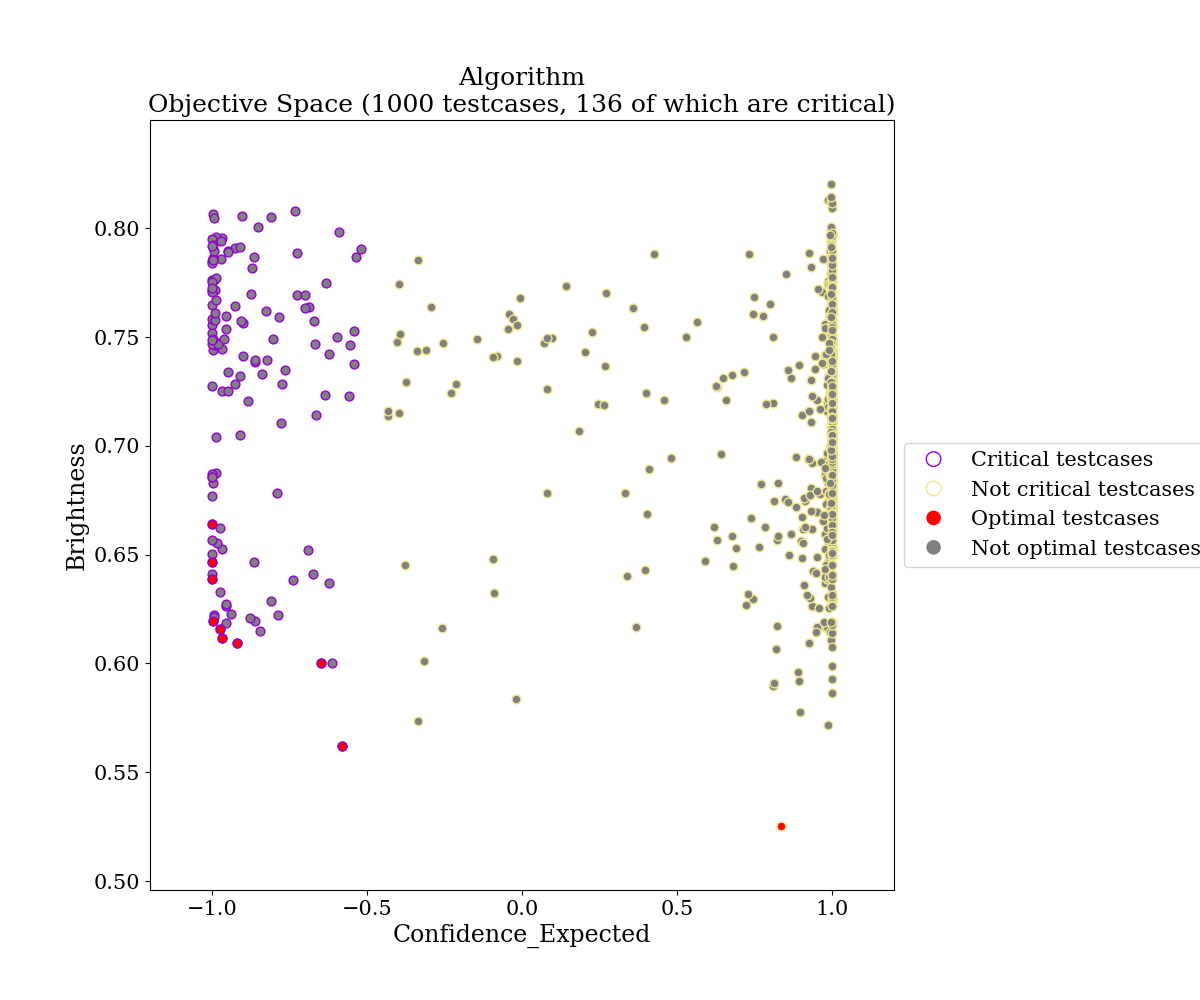 Algorithm
Objective Space (1000 testcases, 136 of which are critical)
0.80
0.75
0.70
0.65
0.60
0.55
0.50
Brightness
−1.0 −0.5 0.0 0.5 1.0
Confidence_Expected
Critical testcases
Not critical testcases
Optimal testcases
Not optimal testcases